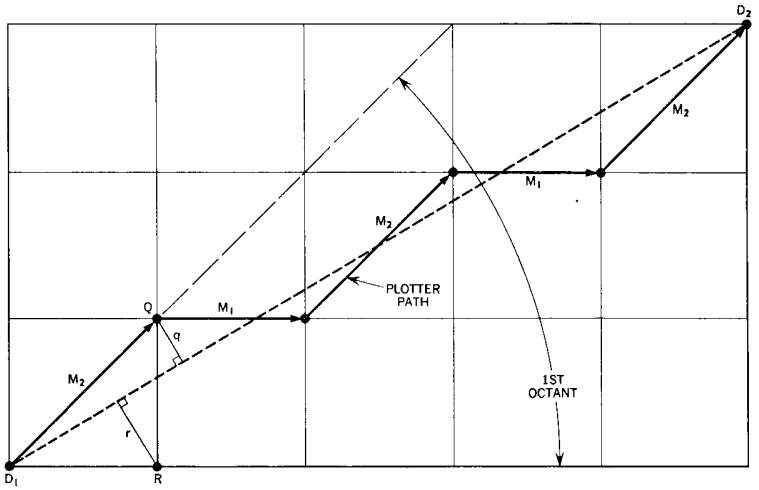 D₂
M₂
M₁
M₂
PLOTTER
PATH
Q
M₁
q
M₂
1ST
OCTANT
r
D₁
R